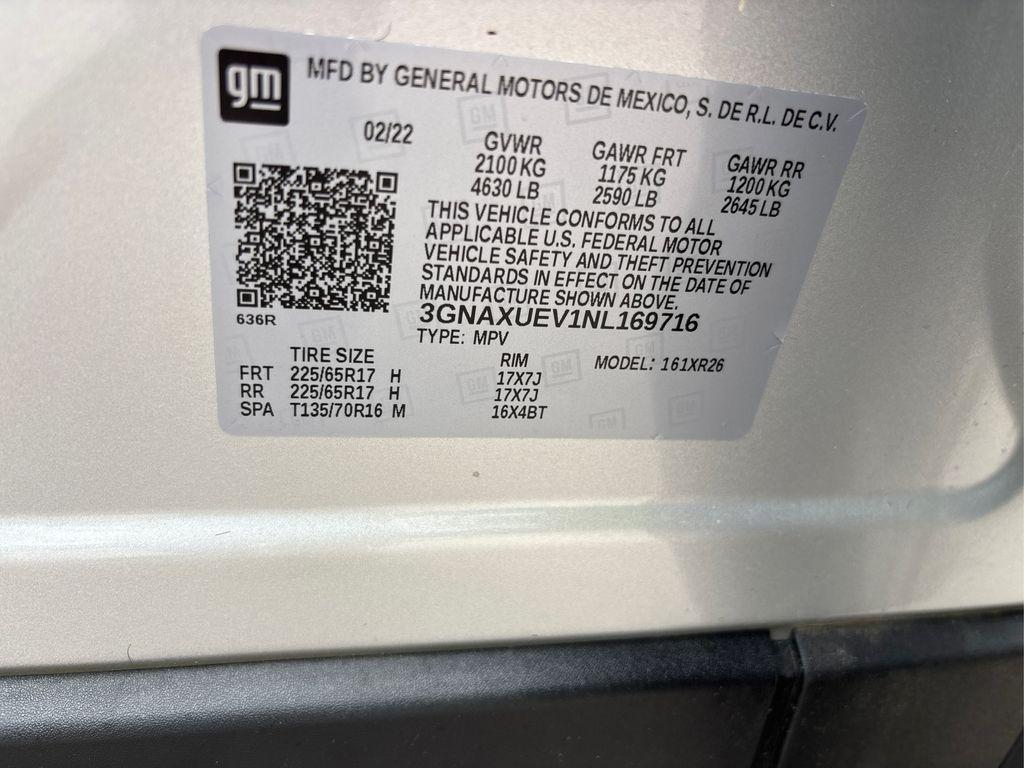 gm
MFD BY GENERAL MOTORS DE MEXICO, S. DE R.L. DE C.V.
02/22
GVWR
2100 KG
4630 LB
GAWR FRT
1175 KG
2590 LB
GAWR RR
1200 KG
2645 LB
THIS VEHICLE CONFORMS TO ALL
APPLICABLE U.S. FEDERAL MOTOR
VEHICLE SAFETY AND THEFT PREVENTION
STANDARDS IN EFFECT ON THE DATE OF
MANUFACTURE SHOWN ABOVE.
3GNAXUEV1NL169716
TYPE: MPV
636R
TIRE SIZE RIM MODEL: 161XR26
FRT 225/65R17 H 17X7J
RR 225/65R17 H 17X7J
SPA T135/70R16 M 16X4BT